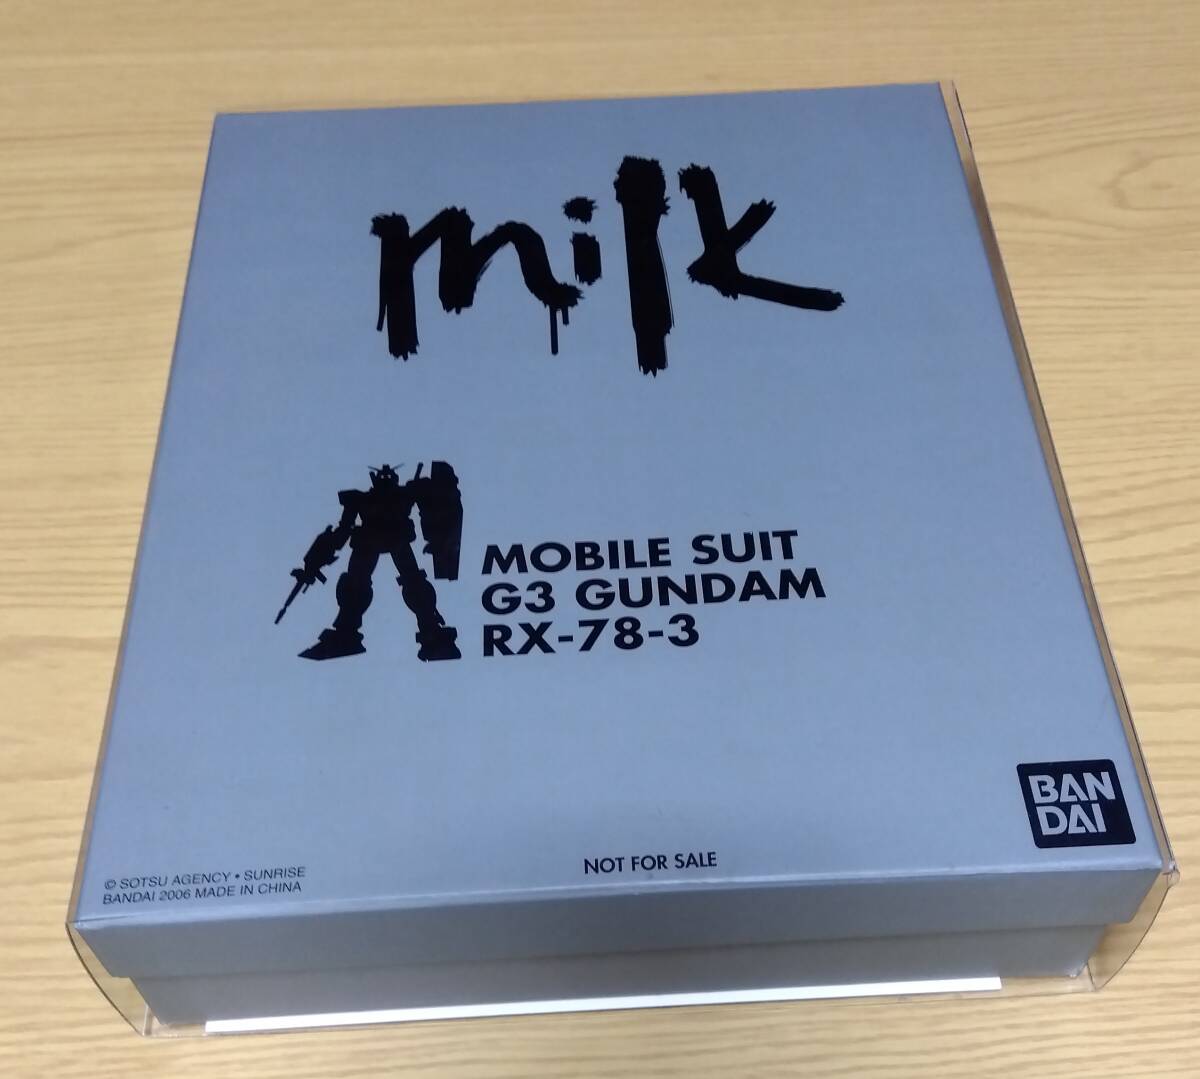 milk
MOBILE SUIT
G3 GUNDAM
RX-78-3
BAN
DAI
NOT FOR SALE
© SOTSU AGENCY • SUNRISE
BANDAI 2006 MADE IN CHINA